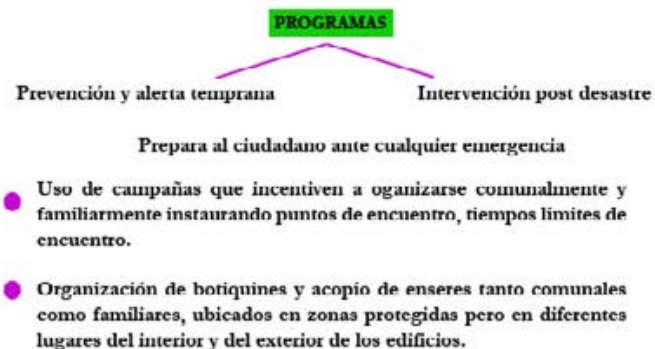 PROGRAMAS
Prevención y alerta temprana
Intervención post desastre
Prepara al ciudadano ante cualquier emergencia
Uso de campañas que incentiven a oganizarse comunalmente y
familiarmente instaurando puntos de encuentro, tiempos limites de
encuentro.
Organización de botiquines y acopio de enseres tanto comunales
como familiares, ubicados en zonas protegidas pero en diferentes
lugares del interior y del exterior de los edificios.